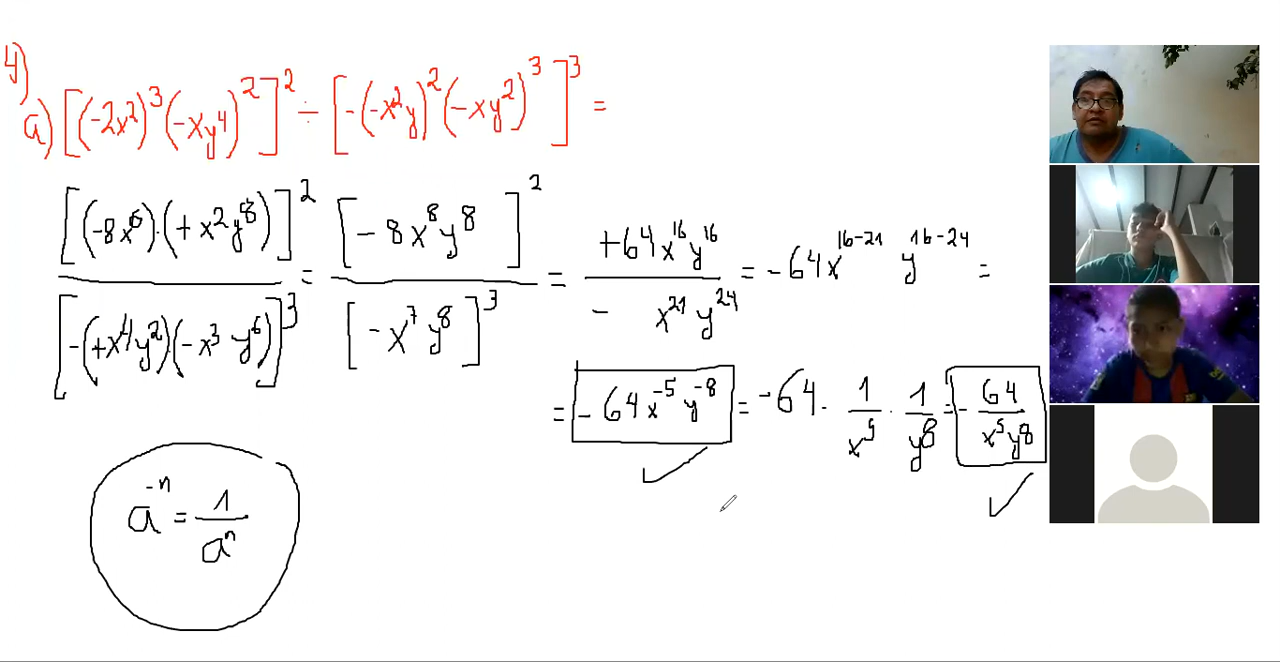 4)
a) [(-2x²)³(-xy⁴)²]² ÷ [-(-x²y)²(-xy²)³]³ =
[(-8x⁶)·(+x²y⁸)]² / [-(+x⁴y²)(-x³y⁶)]³ = [-8x⁸y⁸]² / [-x⁷y⁸]³ = +64x¹⁶y¹⁶ / -x²¹y²⁴ = -64x¹⁶⁻²¹ y¹⁶⁻²⁴ =
= -64x⁻⁵y⁻⁸ = -64 · 1/x⁵ · 1/y⁸ = -64/x⁵y⁸
a⁻ⁿ = 1/aⁿ